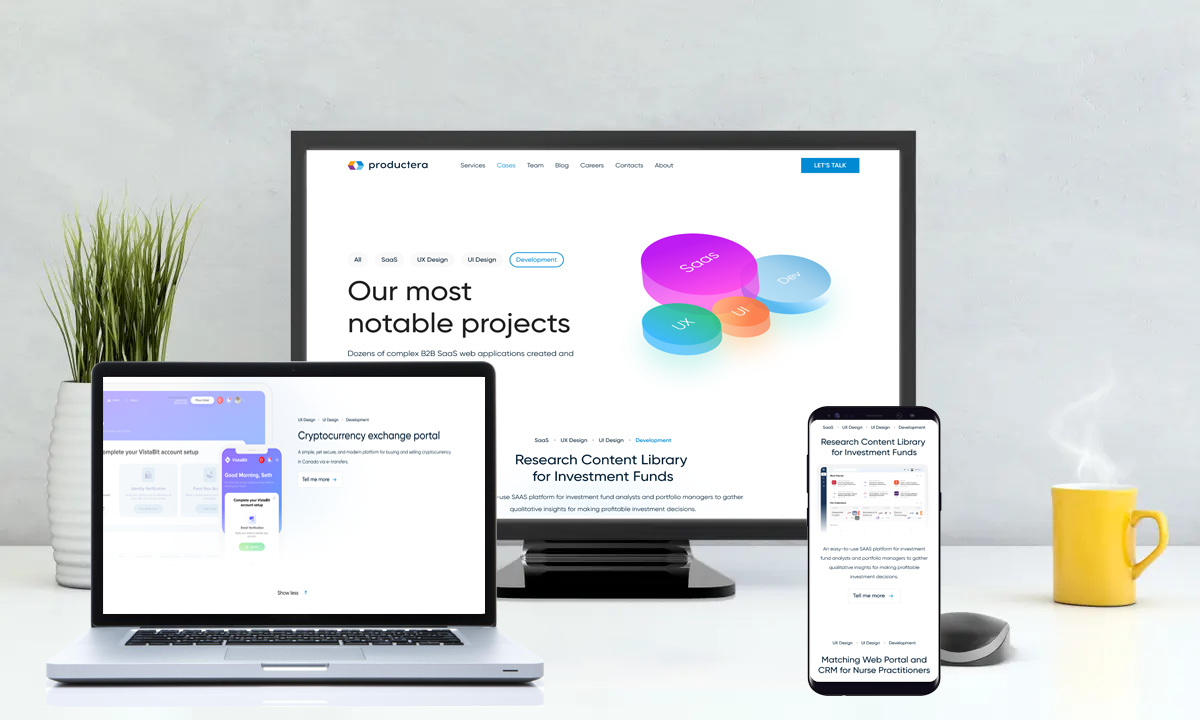 productera
Services Cases Team Blog Careers Contacts About
LET'S TALK
All SaaS UX Design UI Design Development
Our most
notable projects
Dozens of complex B2B SaaS web applications created and
Saas
Dev
UI
UX
SaaS • UX Design • UI Design • Development
Research Content Library
for Investment Funds
-use SAAS platform for investment fund analysts and portfolio managers to gather
qualitative insights for making profitable investment decisions.
omplete your VistaBit account setup
Identity Verification
VistaBit
Good Morning, Seth
Complete your VistaBit
account setup
Email Verification
UX Design • UI Design • Development
Cryptocurrency exchange portal
A simple, yet secure, and modern platform for buying and selling cryptocurrency
in Canada via e-transfers.
Tell me more →
Show less ↑
SaaS • UX Design • UI Design • Development
Research Content Library
for Investment Funds
An easy-to-use SAAS platform for investment
fund analysts and portfolio managers to gather
qualitative insights for making profitable
investment decisions.
Tell me more →
UX Design • UI Design • Development
Matching Web Portal and
CRM for Nurse Practitioners